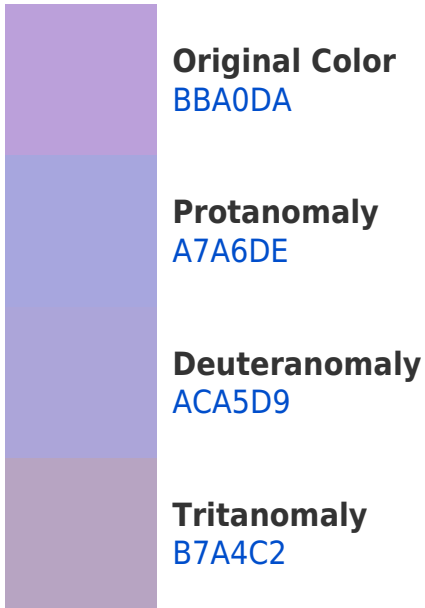 Original Color
BBA0DA
Protanomaly
A7A6DE
Deuteranomaly
ACA5D9
Tritanomaly
B7A4C2